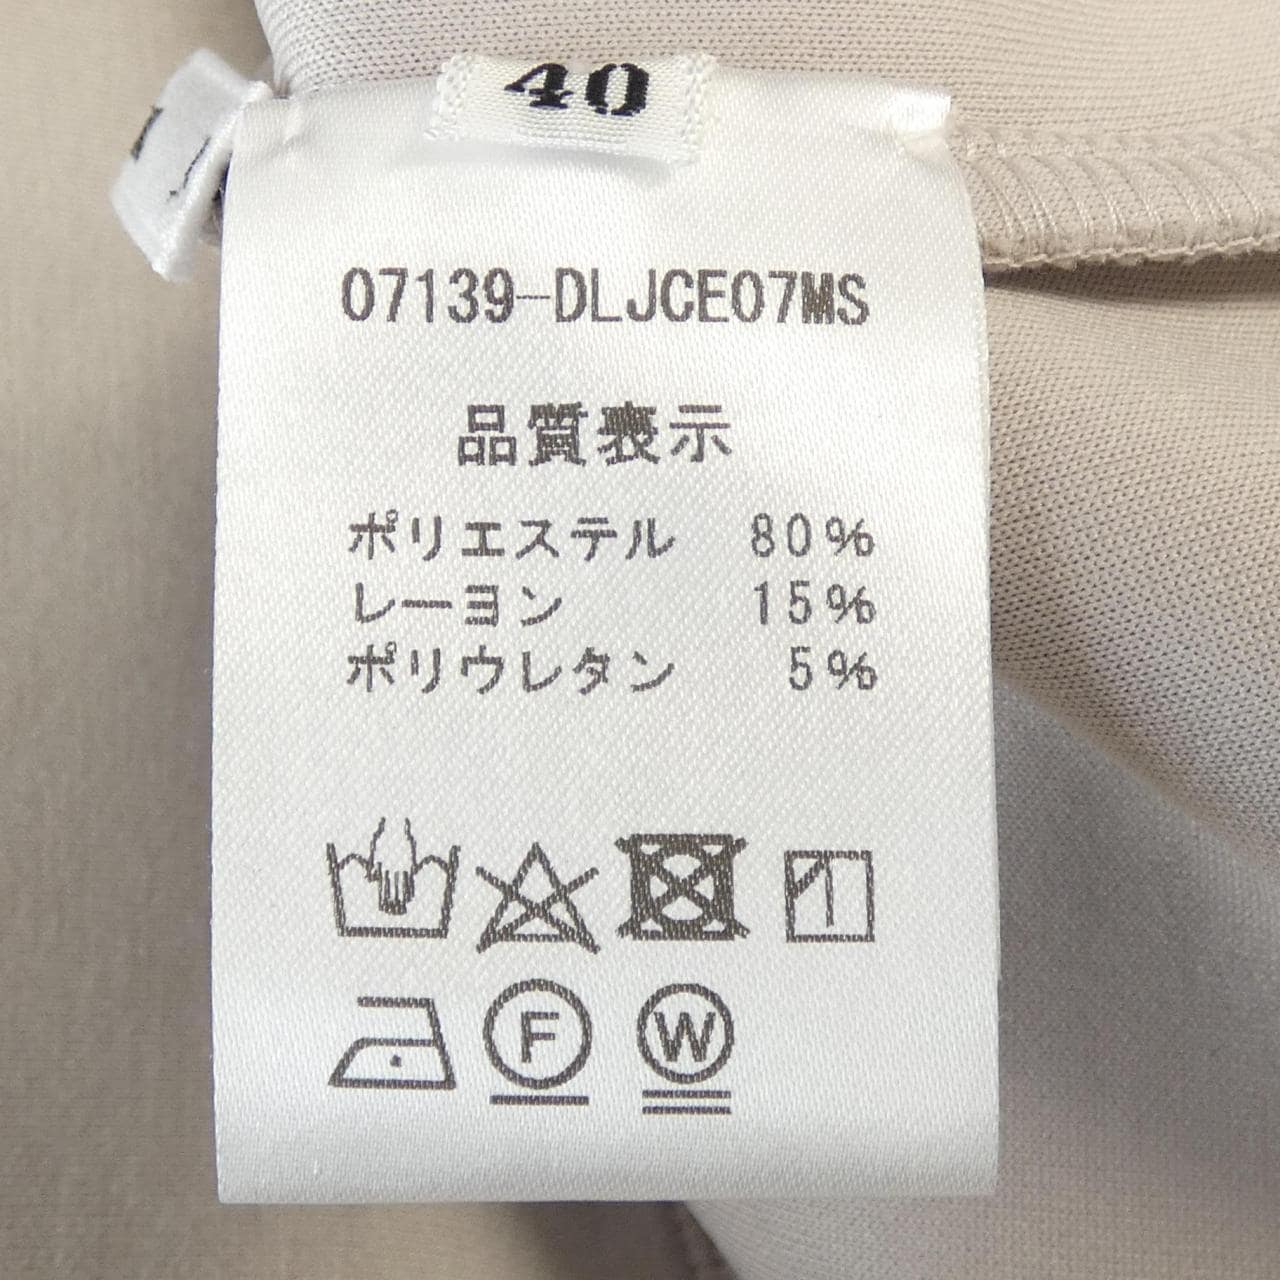 40
07139-DLJCE07MS
品質表示
ポリエステル 80%
レーヨン 15%
ポリウレタン 5%
F W